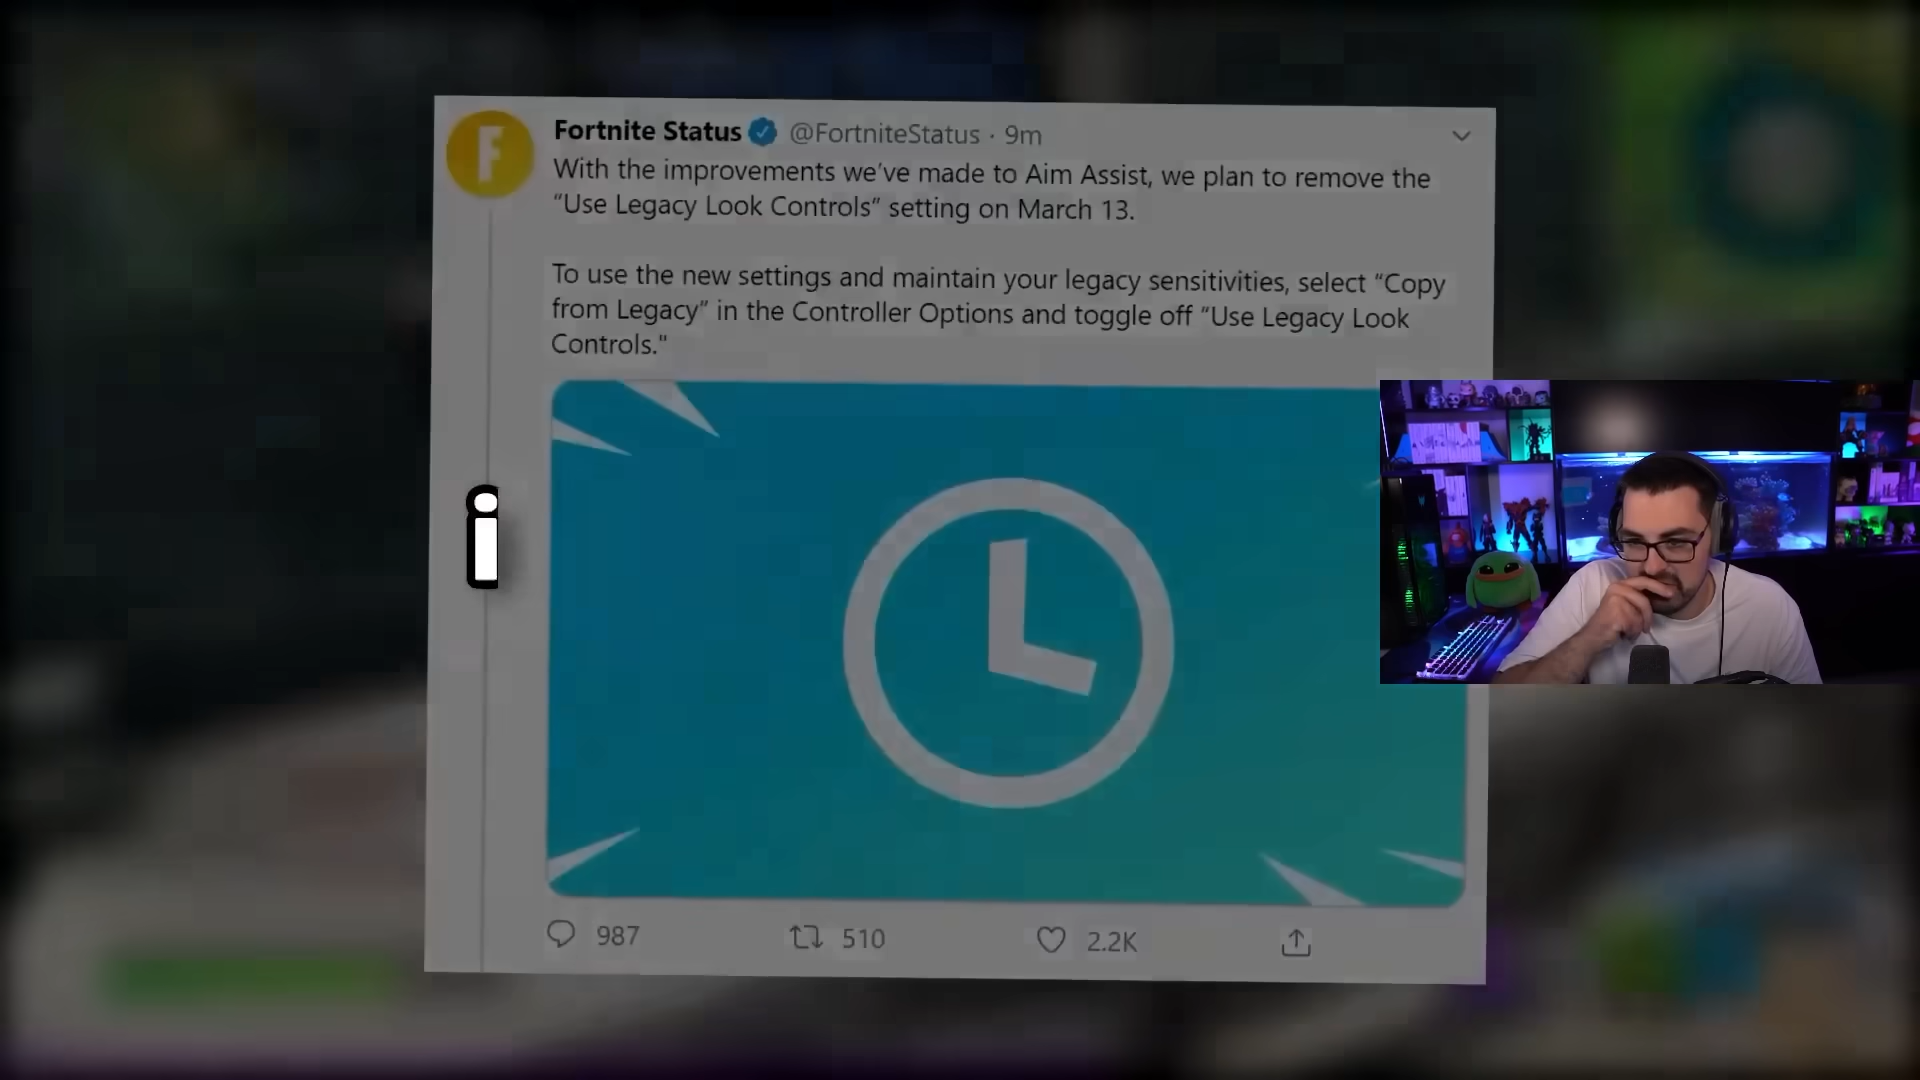 Fortnite Status @FortniteStatus · 9m
With the improvements we've made to Aim Assist, we plan to remove the
“Use Legacy Look Controls” setting on March 13.
To use the new settings and maintain your legacy sensitivities, select “Copy
from Legacy” in the Controller Options and toggle off “Use Legacy Look
Controls."
i
987 510 2.2K